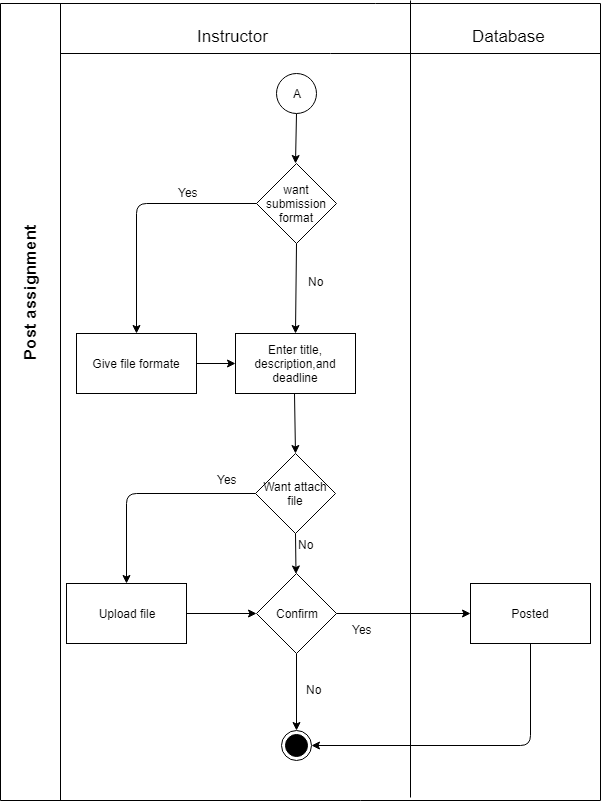 Instructor
Database
Post assignment
A
want
submission
format
Yes
No
Give file formate
Enter title,
description,and
deadline
Want attach
file
Yes
No
Upload file
Confirm
Yes
Posted
No